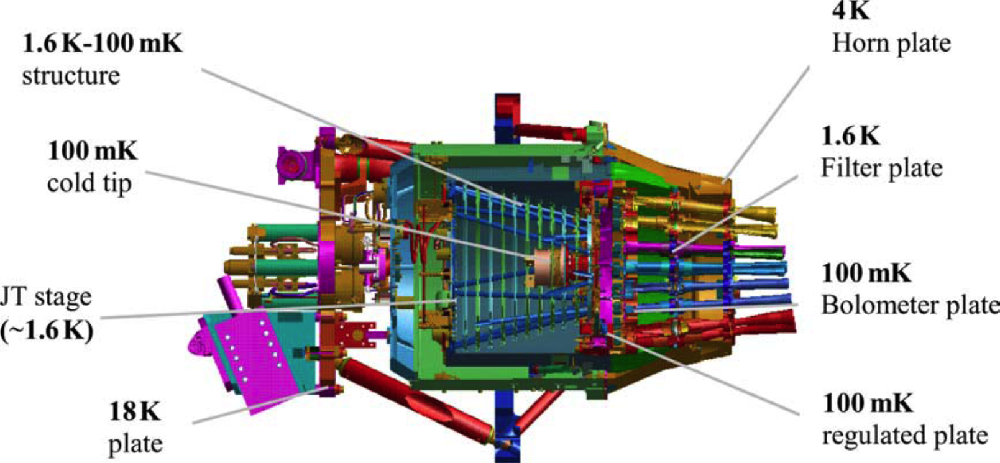 1.6 K-100 mK
structure
100 mK
cold tip
JT stage
(~1.6 K)
18 K
plate
4 K
Horn plate
1.6 K
Filter plate
100 mK
Bolometer plate
100 mK
regulated plate